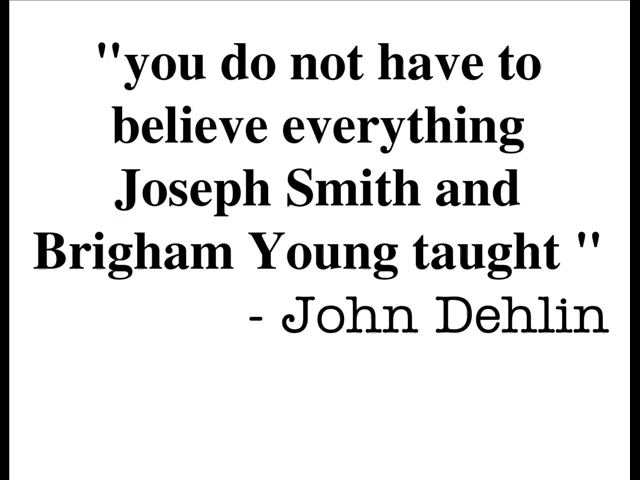 "you do not have to
believe everything
Joseph Smith and
Brigham Young taught "
- John Dehlin